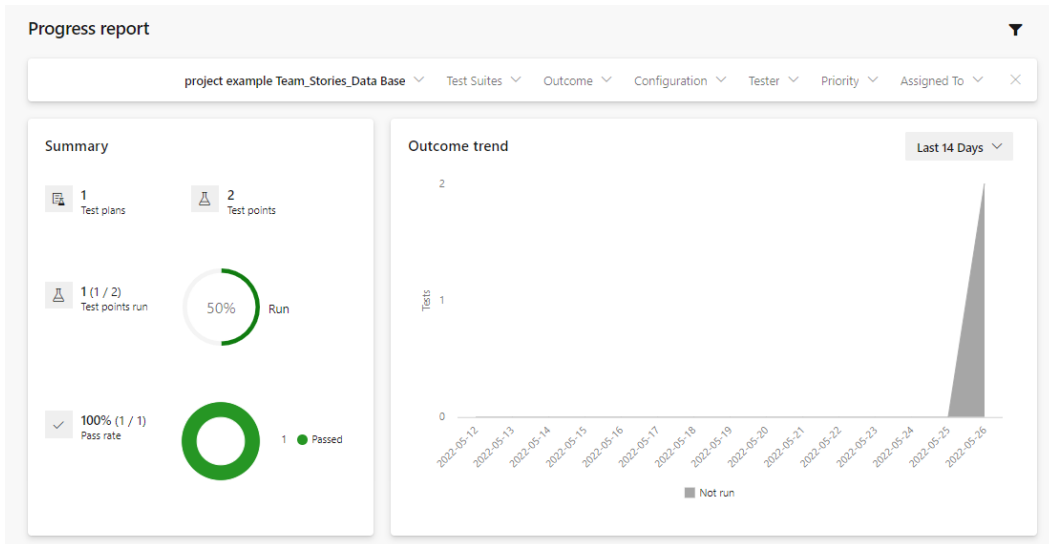 Progress report
project example Team_Stories_Data Base Test Suites Outcome Configuration Tester Priority Assigned To
Summary
1
Test plans
2
Test points
1 (1 / 2)
Test points run
50%
Run
100% (1 / 1)
Pass rate
1 Passed
Outcome trend
Last 14 Days
2
1
0
Tests
2022-05-12
2022-05-13
2022-05-14
2022-05-15
2022-05-16
2022-05-17
2022-05-18
2022-05-19
2022-05-20
2022-05-21
2022-05-22
2022-05-23
2022-05-24
2022-05-25
2022-05-26
Not run